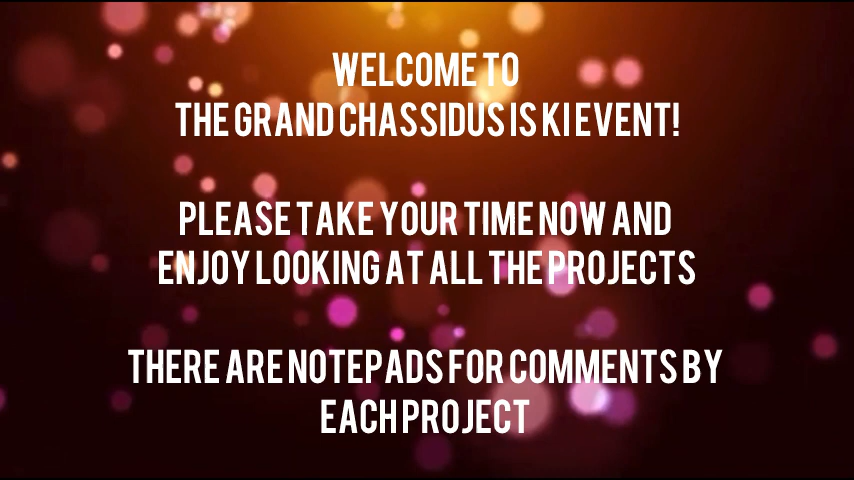 WELCOME TO
THE GRAND CHASSIDUS IS KI EVENT!
PLEASE TAKE YOUR TIME NOW AND
ENJOY LOOKING AT ALL THE PROJECTS
THERE ARE NOTEPADS FOR COMMENTS BY
EACH PROJECT